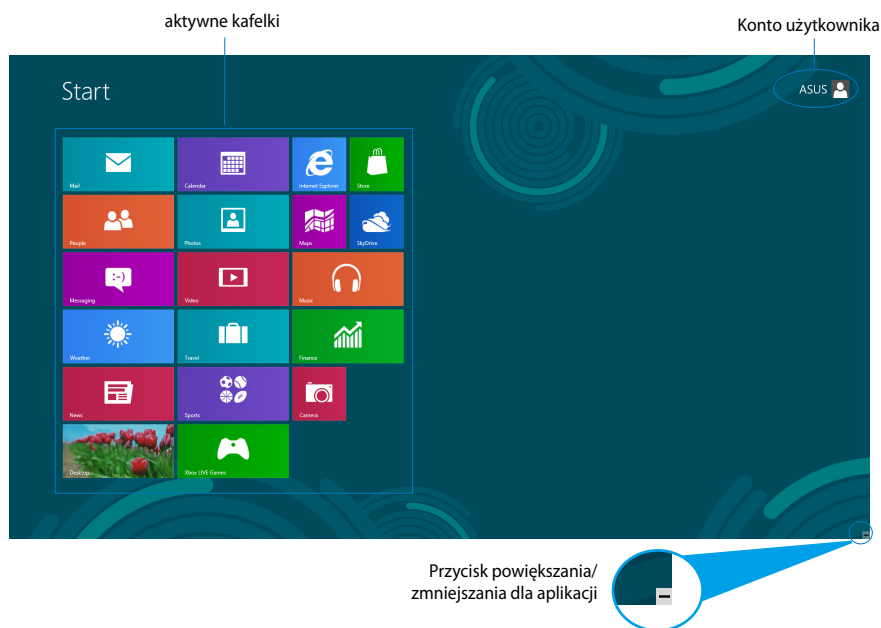 aktywne kafelki
Konto użytkownika
Start
ASUS
Mail
Calendar
Internet Explorer
Store
People
Photos
Maps
SkyDrive
Messaging
Video
Music
Weather
Travel
Finance
News
Sports
Camera
Desktop
Xbox LIVE Games
Przycisk powiększania/
zmniejszania dla aplikacji